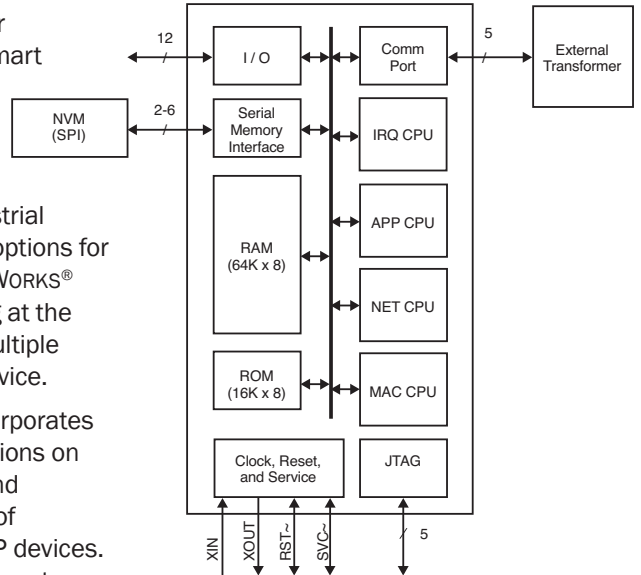 r
mart
strial
options for
WORKS®
g at the
ultiple
vice.
orporates
ions on
nd
of
P devices.
12
I / O
Comm
Port
5
External
Transformer
NVM
(SPI)
2-6
Serial
Memory
Interface
IRQ CPU
RAM
(64K x 8)
APP CPU
NET CPU
ROM
(16K x 8)
MAC CPU
Clock, Reset,
and Service
JTAG
XIN
XOUT
RST~
SVC~
5